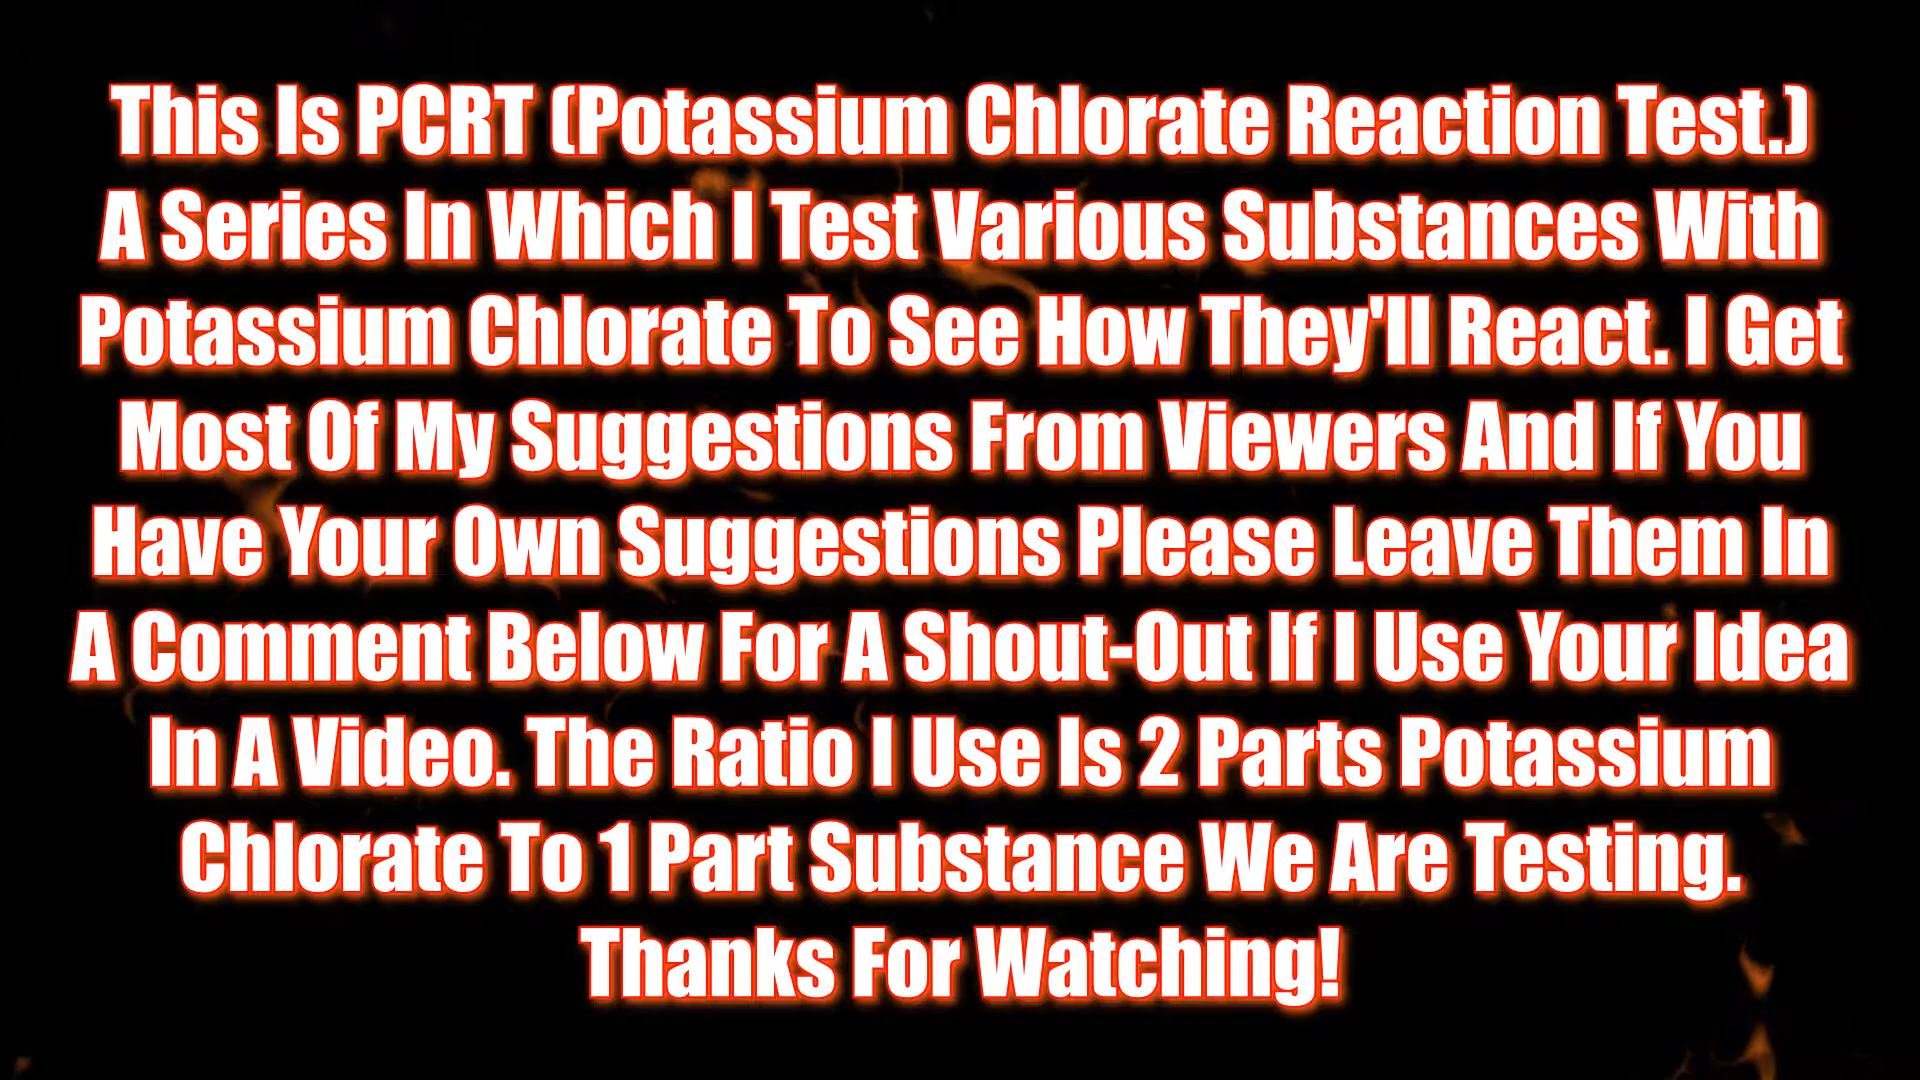 This Is PCRT (Potassium Chlorate Reaction Test.)
A Series In Which I Test Various Substances With
Potassium Chlorate To See How They'll React. I Get
Most Of My Suggestions From Viewers And If You
Have Your Own Suggestions Please Leave Them In
A Comment Below For A Shout-Out If I Use Your Idea
In A Video. The Ratio I Use Is 2 Parts Potassium
Chlorate To 1 Part Substance We Are Testing.
Thanks For Watching!